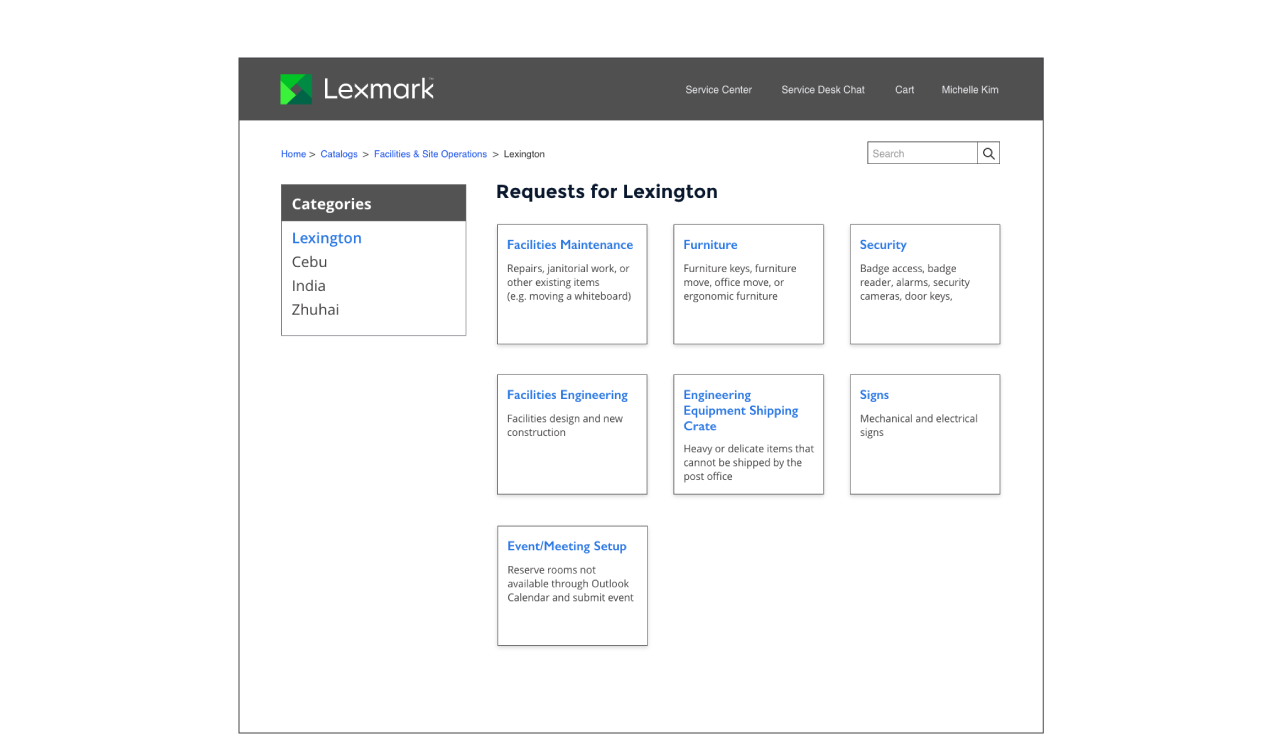 Lexmark™
Service Center
Service Desk Chat
Cart
Michelle Kim
Home > Catalogs > Facilities & Site Operations > Lexington
Search
Categories
Lexington
Cebu
India
Zhuhai
Requests for Lexington
Facilities Maintenance
Repairs, janitorial work, or
other existing items
(e.g. moving a whiteboard)
Furniture
Furniture keys, furniture
move, office move, or
ergonomic furniture
Security
Badge access, badge
reader, alarms, security
cameras, door keys,
Facilities Engineering
Facilities design and new
construction
Engineering
Equipment Shipping
Crate
Heavy or delicate items that
cannot be shipped by the
post office
Signs
Mechanical and electrical
signs
Event/Meeting Setup
Reserve rooms not
available through Outlook
Calendar and submit event